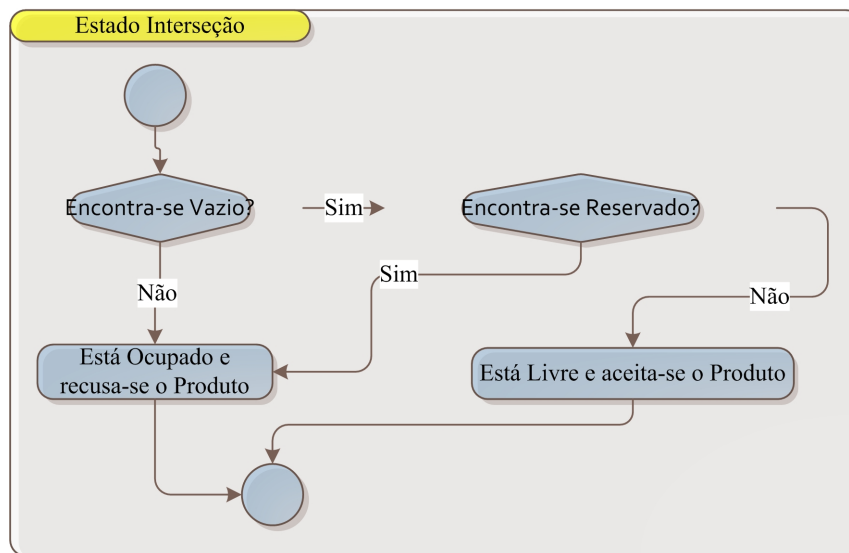 Estado Interseção
Encontra-se Vazio?
Sim
Encontra-se Reservado?
Sim
Não
Não
Está Ocupado e
recusa-se o Produto
Está Livre e aceita-se o Produto